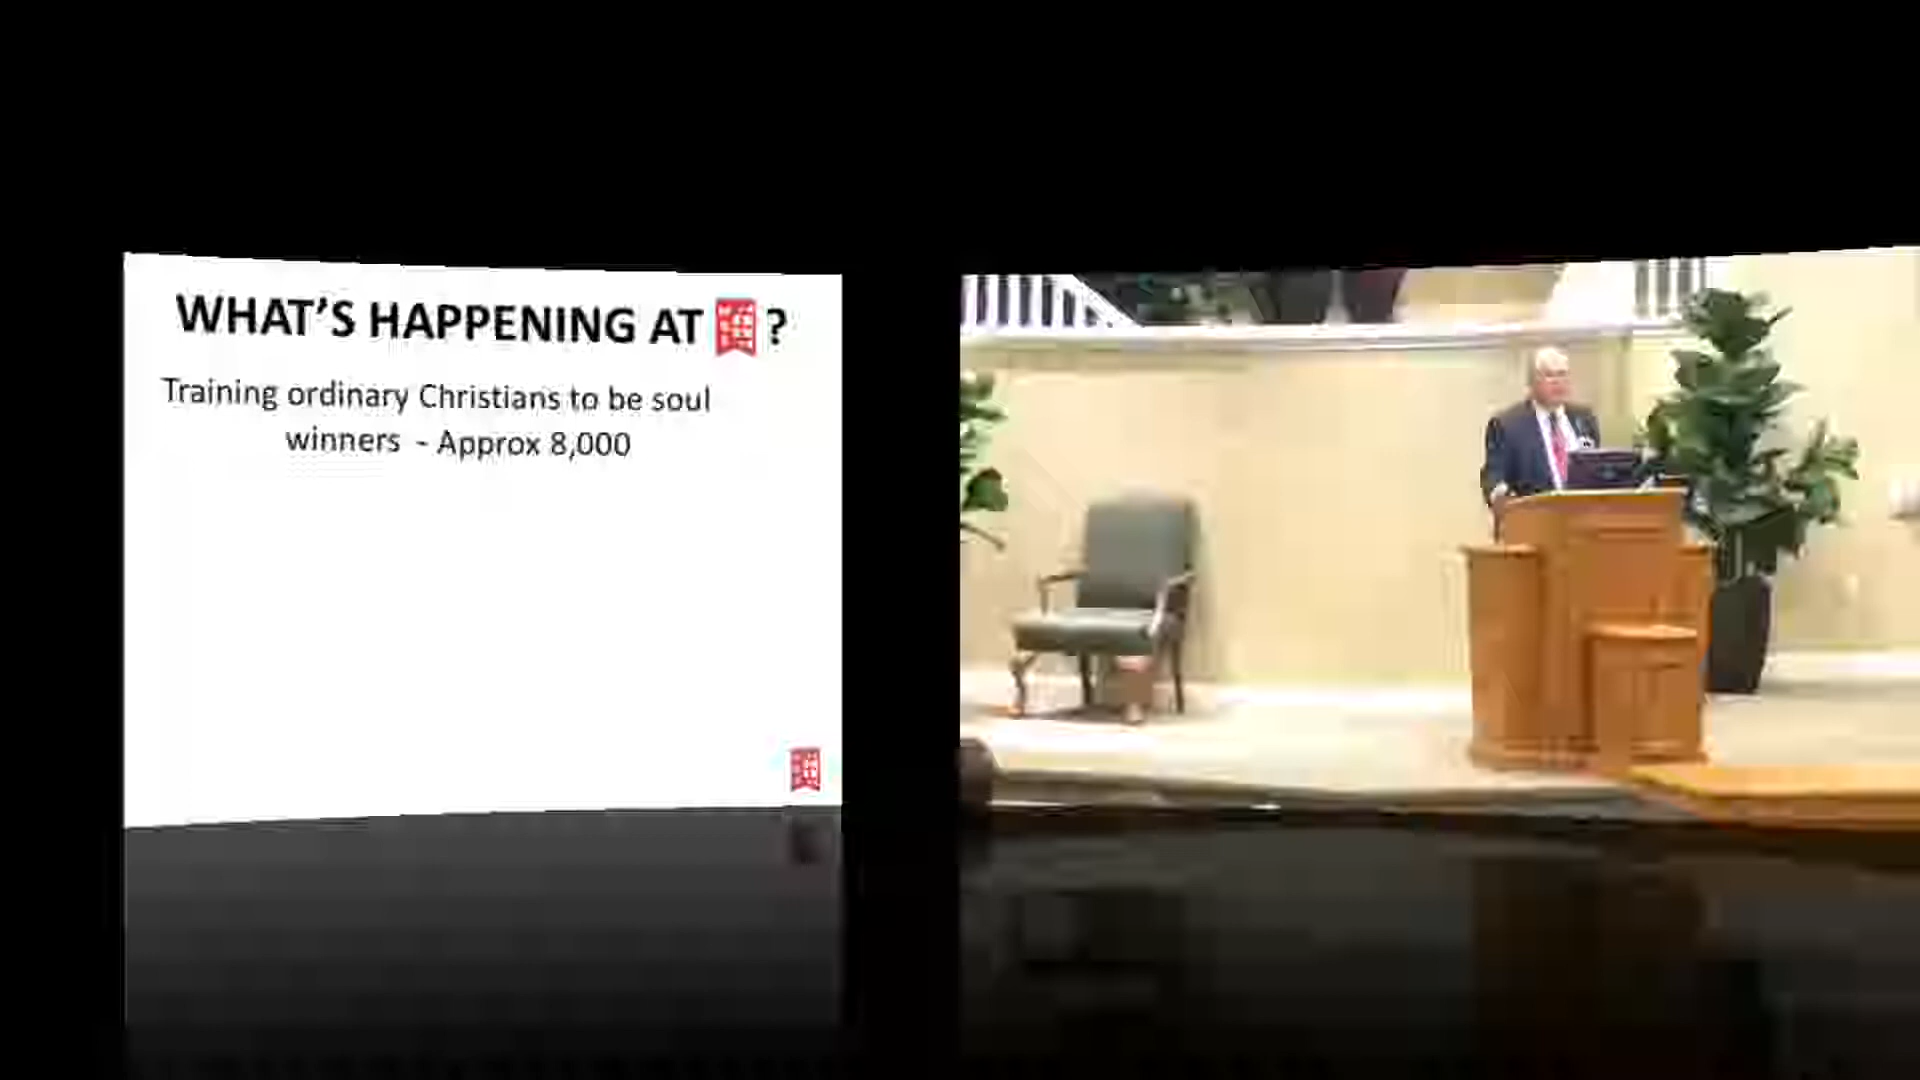 WHAT'S HAPPENING AT ?
Training ordinary Christians to be soul
winners - Approx 8,000